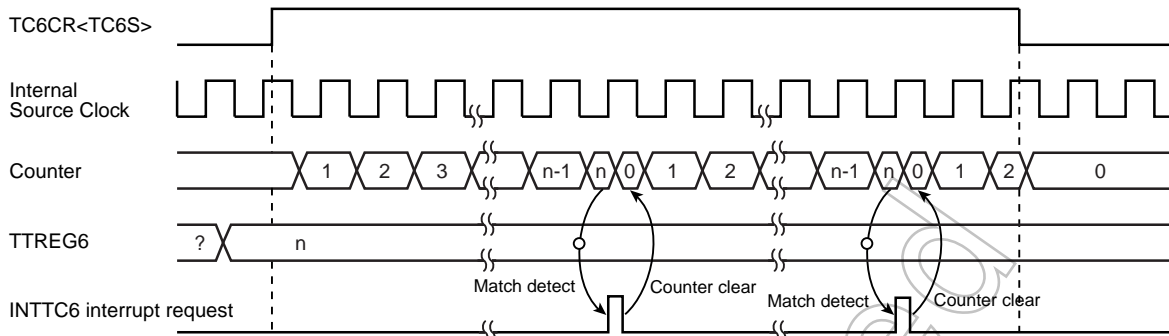 TC6CR<TC6S>
Internal
Source Clock
Counter
1 2 3 n-1 n 0 1 2 n-1 n 0 1 2 0
TTREG6
? n
Match detect Counter clear Match detect Counter clear
INTTC6 interrupt request